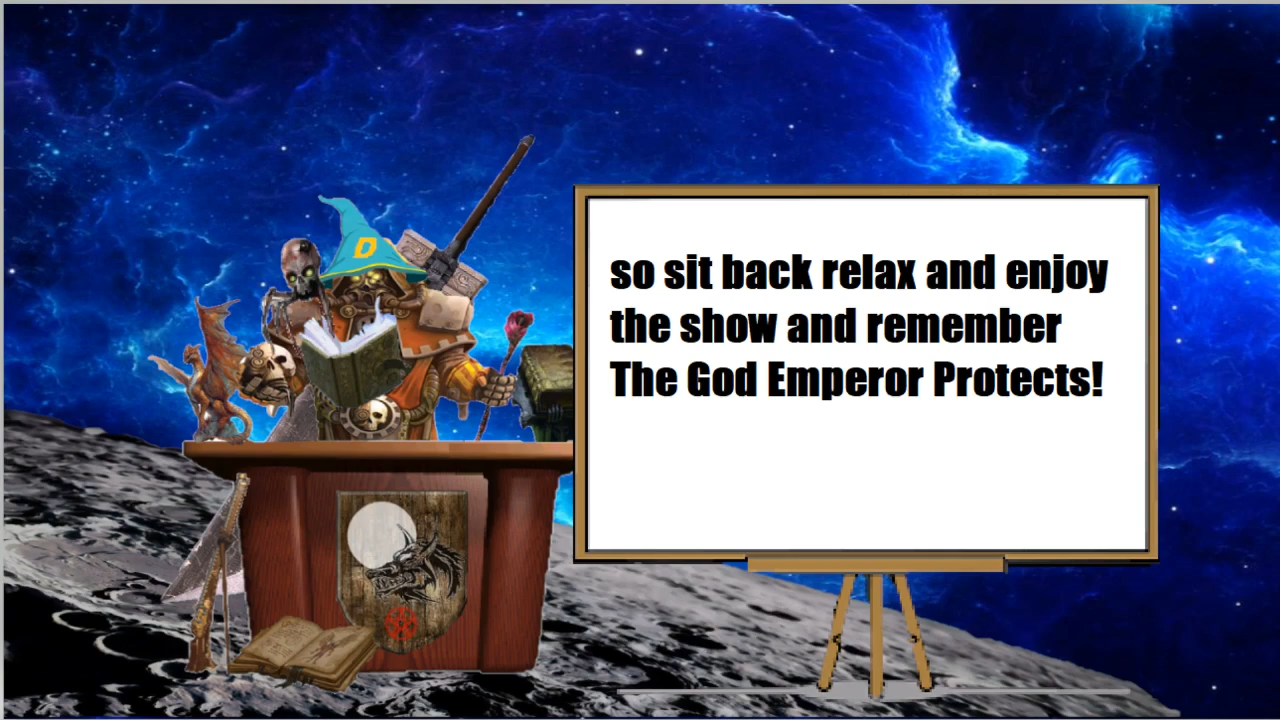 D
so sit back relax and enjoy
the show and remember
The God Emperor Protects!